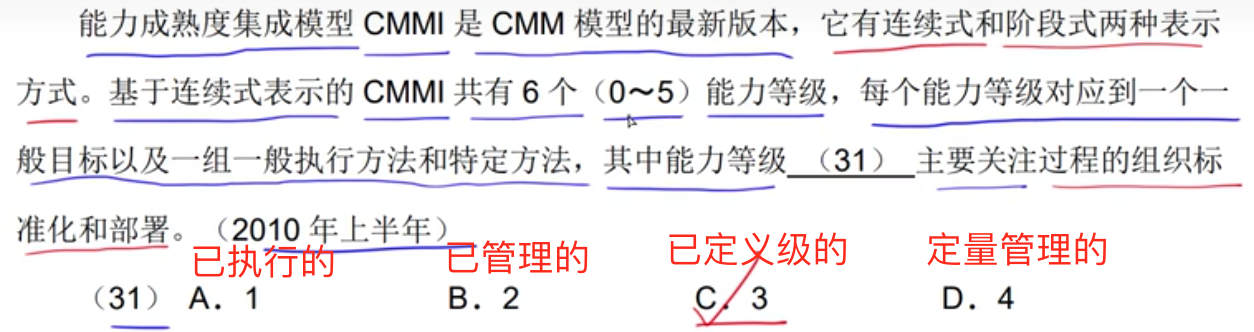 能力成熟度集成模型 CMMI 是 CMM 模型的最新版本，它有连续式和阶段式两种表示
方式。基于连续式表示的 CMMI 共有 6 个（0～5）能力等级，每个能力等级对应到一个一
般目标以及一组一般执行方法和特定方法，其中能力等级 （31） 主要关注过程的组织标
准化和部署。（2010 年上半年）
已执行的 已管理的 已定义级的 定量管理的
（31） A．1 B．2 C．3 D．4